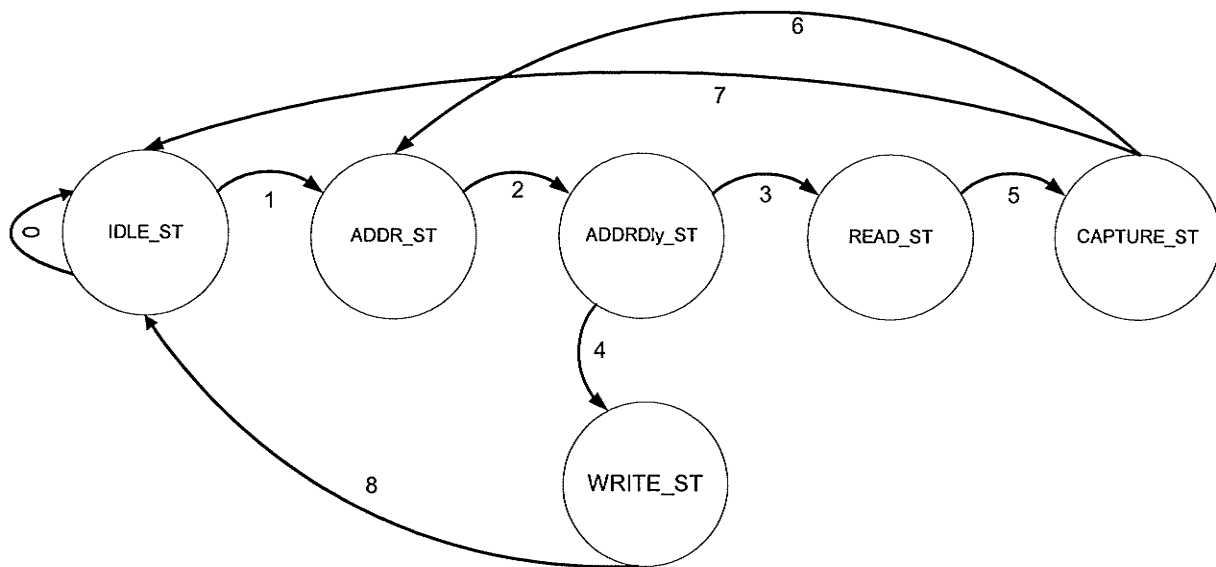 6
7
1
2
3
5
0
IDLE_ST
ADDR_ST
ADDRDly_ST
READ_ST
CAPTURE_ST
4
8
WRITE_ST